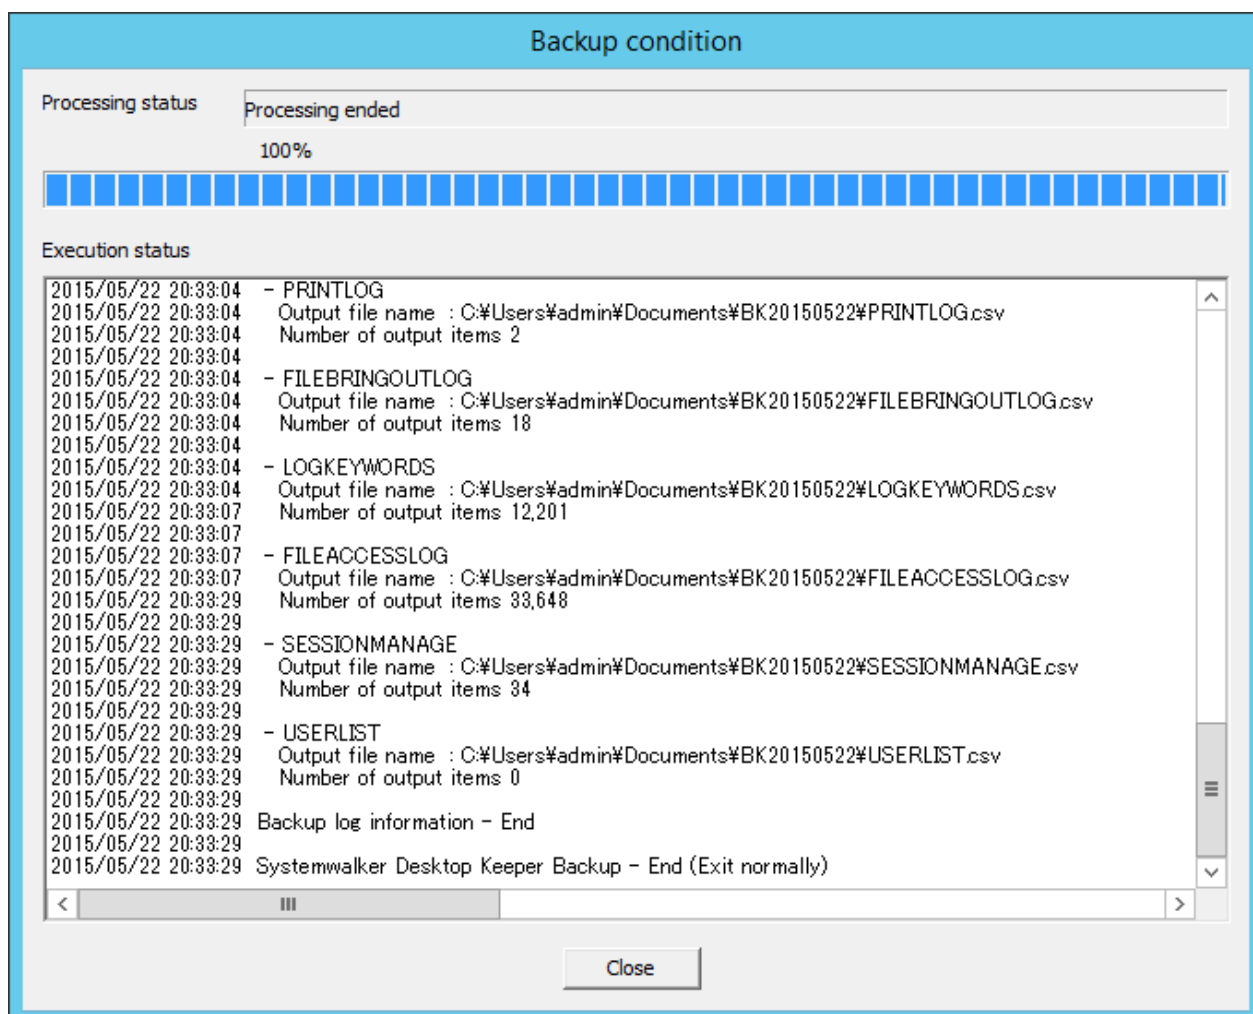 Backup condition
Processing status
Processing ended
100%
Execution status
2015/05/22 20:33:04 - PRINTLOG
2015/05/22 20:33:04 Output file name : C:¥Users¥admin¥Documents¥BK20150522¥PRINTLOG.csv
2015/05/22 20:33:04 Number of output items 2
2015/05/22 20:33:04
2015/05/22 20:33:04 - FILEBRINGOUTLOG
2015/05/22 20:33:04 Output file name : C:¥Users¥admin¥Documents¥BK20150522¥FILEBRINGOUTLOG.csv
2015/05/22 20:33:04 Number of output items 18
2015/05/22 20:33:04
2015/05/22 20:33:04 - LOGKEYWORDS
2015/05/22 20:33:04 Output file name : C:¥Users¥admin¥Documents¥BK20150522¥LOGKEYWORDS.csv
2015/05/22 20:33:07 Number of output items 12,201
2015/05/22 20:33:07
2015/05/22 20:33:07 - FILEACCESSLOG
2015/05/22 20:33:07 Output file name : C:¥Users¥admin¥Documents¥BK20150522¥FILEACCESSLOG.csv
2015/05/22 20:33:29 Number of output items 33,648
2015/05/22 20:33:29
2015/05/22 20:33:29 - SESSIONMANAGE
2015/05/22 20:33:29 Output file name : C:¥Users¥admin¥Documents¥BK20150522¥SESSIONMANAGE.csv
2015/05/22 20:33:29 Number of output items 34
2015/05/22 20:33:29
2015/05/22 20:33:29 - USERLIST
2015/05/22 20:33:29 Output file name : C:¥Users¥admin¥Documents¥BK20150522¥USERLIST.csv
2015/05/22 20:33:29 Number of output items 0
2015/05/22 20:33:29
2015/05/22 20:33:29 Backup log information - End
2015/05/22 20:33:29
2015/05/22 20:33:29 Systemwalker Desktop Keeper Backup - End (Exit normally)
Close